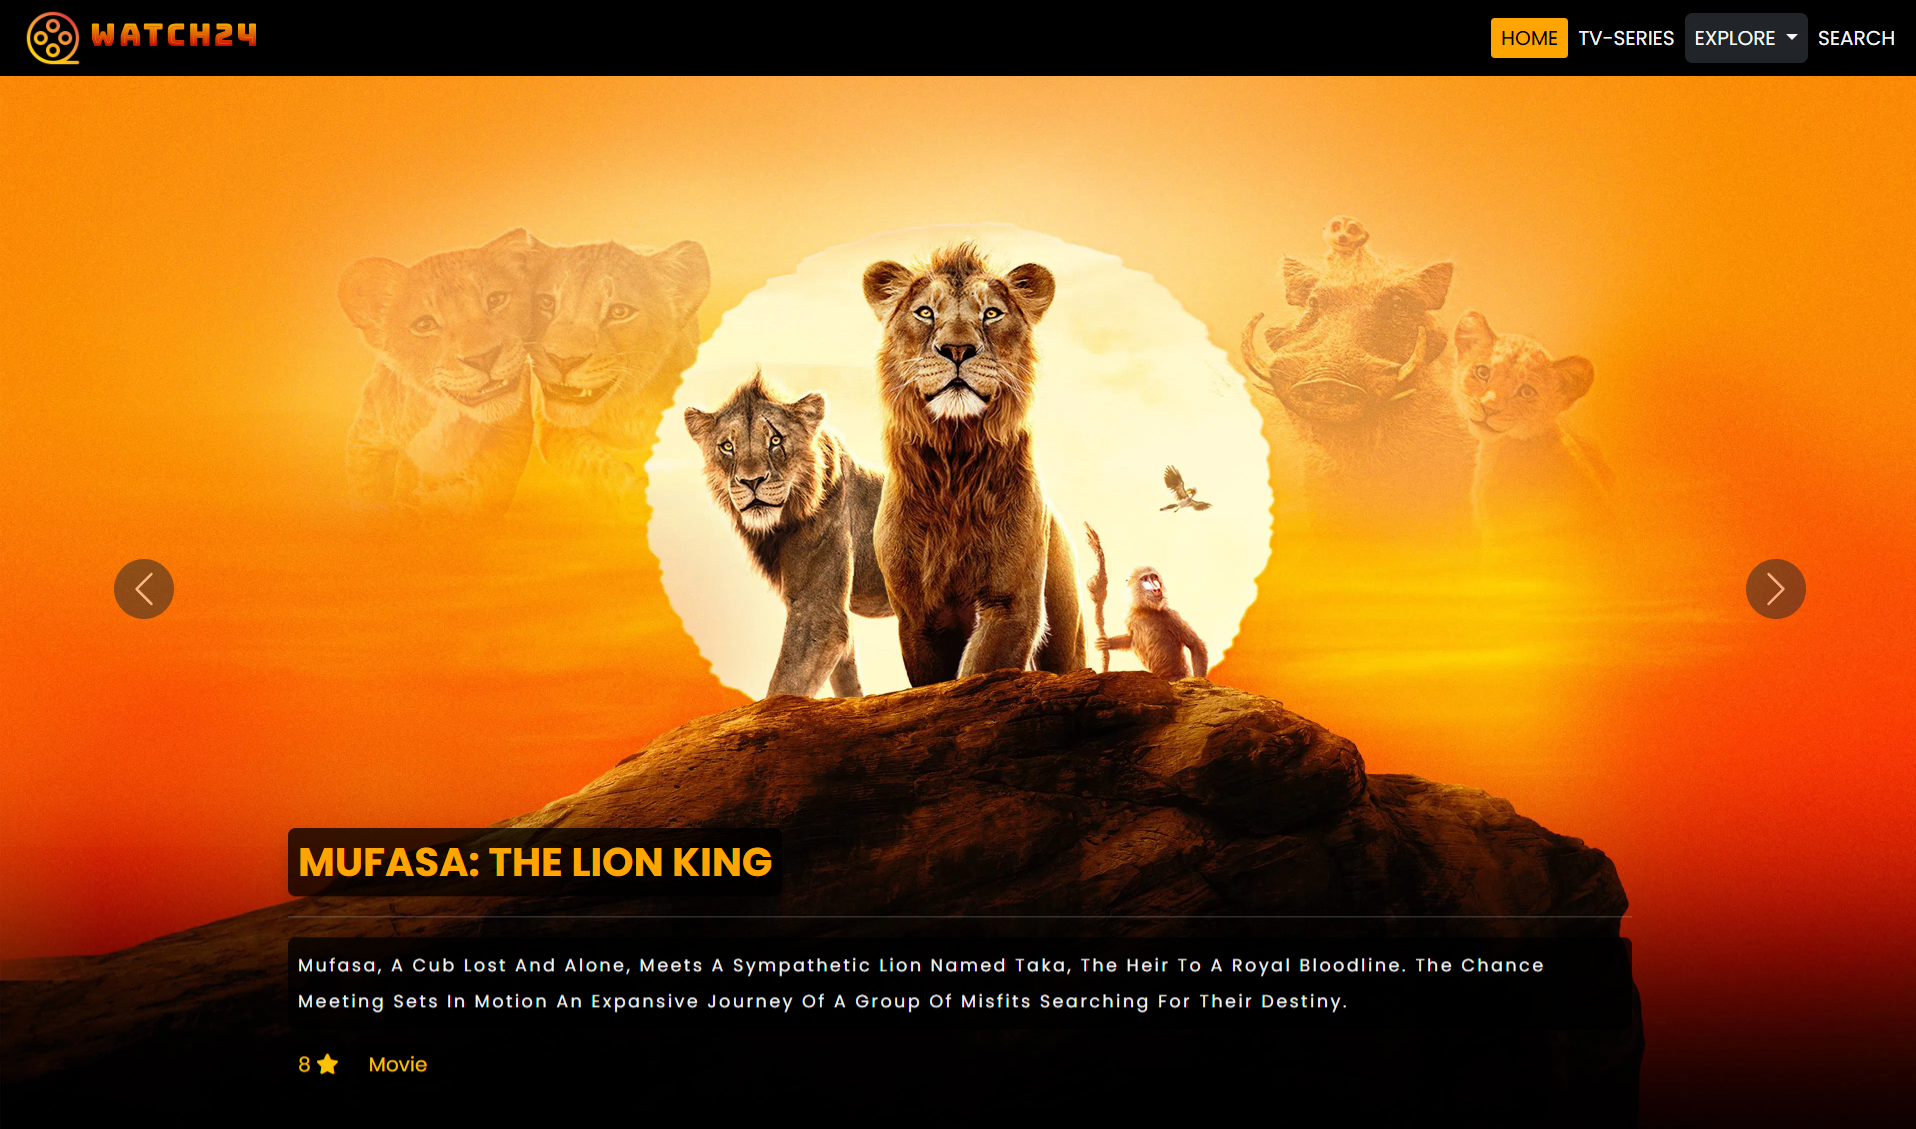 WATCH24
HOME TV-SERIES EXPLORE SEARCH
MUFASA: THE LION KING
Mufasa, A Cub Lost And Alone, Meets A Sympathetic Lion Named Taka, The Heir To A Royal Bloodline. The Chance
Meeting Sets In Motion An Expansive Journey Of A Group Of Misfits Searching For Their Destiny.
8 Movie